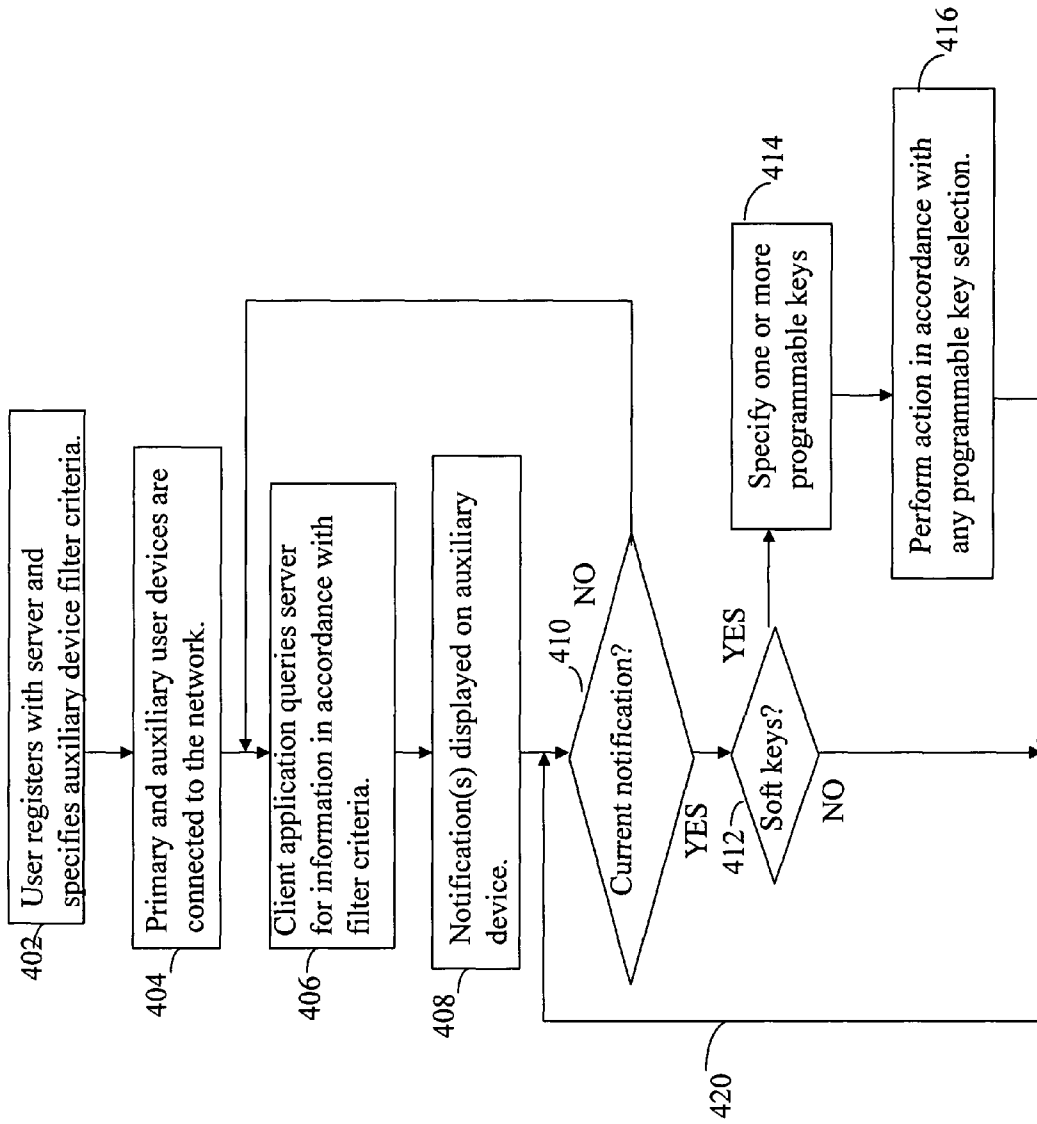 402
User registers with server and
specifies auxiliary device filter criteria.
404
Primary and auxiliary user devices are
connected to the network.
406
Client application queries server
for information in accordance with
filter criteria.
408
Notification(s) displayed on auxiliary
device.
410
Current notification?
NO
YES
412
Soft keys?
YES
NO
414
Specify one or more
programmable keys
416
Perform action in accordance with
any programmable key selection.
420